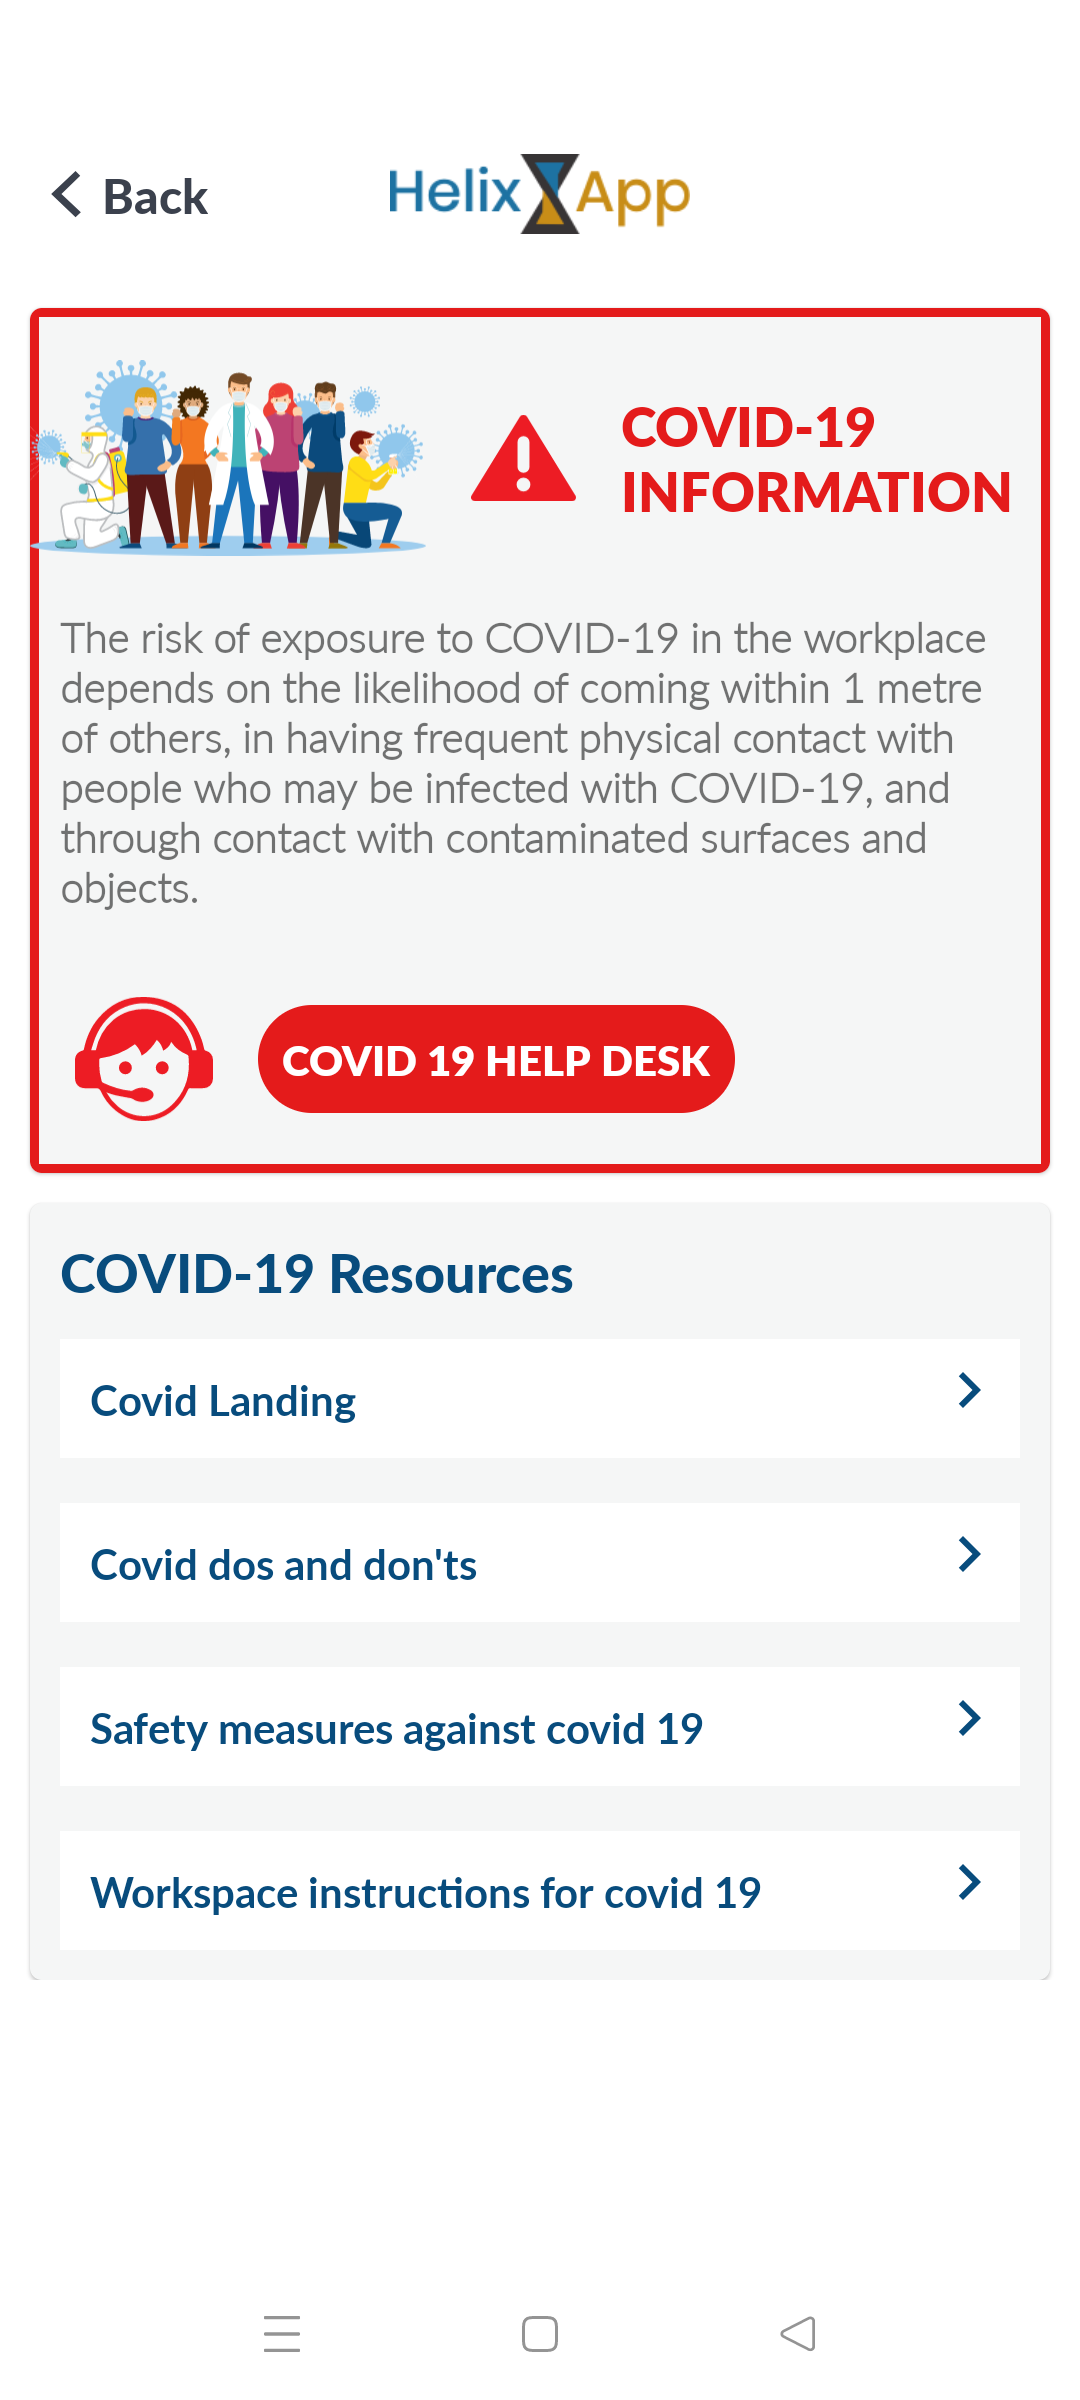 Back
HelixApp
COVID-19
INFORMATION
The risk of exposure to COVID-19 in the workplace
depends on the likelihood of coming within 1 metre
of others, in having frequent physical contact with
people who may be infected with COVID-19, and
through contact with contaminated surfaces and
objects.
COVID 19 HELP DESK
COVID-19 Resources
Covid Landing
Covid dos and don'ts
Safety measures against covid 19
Workspace instructions for covid 19